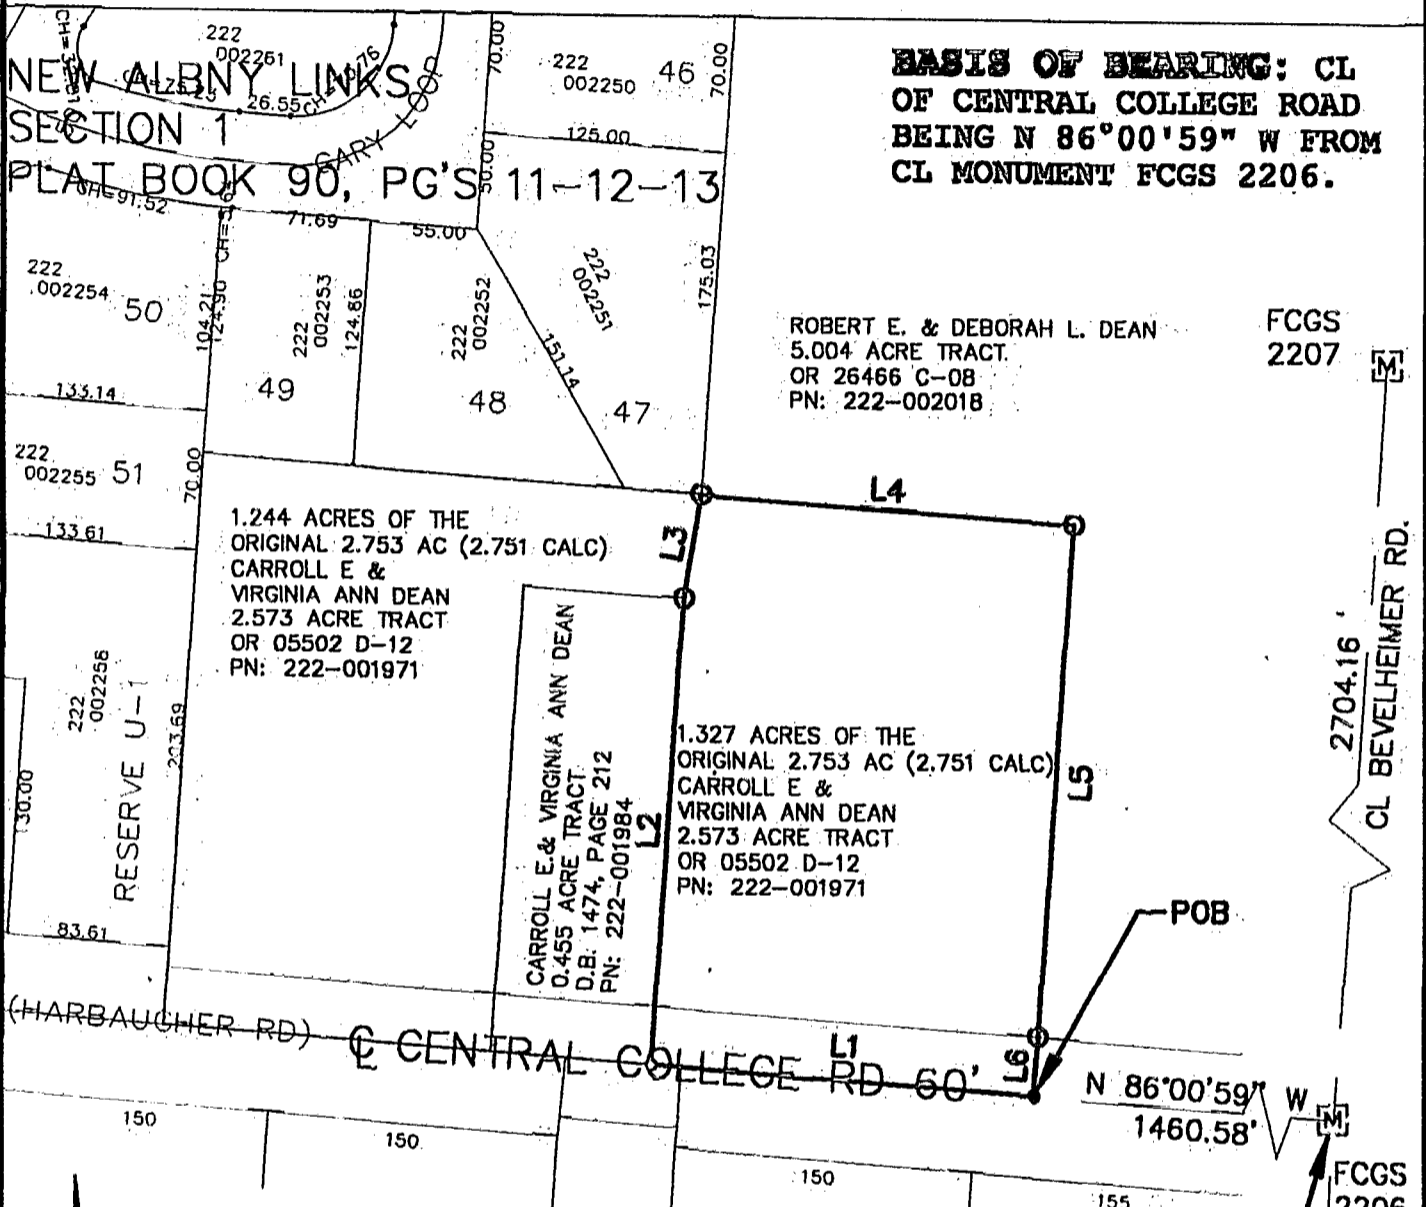 222
002261
NEW ALBNY LINKS
SECTION 1
PLAT BOOK 90, PG'S 11-12-13
26.55
GARY LOOP
CH=91.52
71.69
55.00
70.00
50.00
222
002250
46
70.00
125.00
175.03
BASIS OF BEARING: CL
OF CENTRAL COLLEGE ROAD
BEING N 86°00'59" W FROM
CL MONUMENT FCGS 2206.
222
002254
50
104.21
124.90
222
002253
124.86
49
222
002252
48
222
002251
151.14
47
ROBERT E. & DEBORAH L. DEAN
5.004 ACRE TRACT
OR 26466 C-08
PN: 222-002018
FCGS
2207
M
133.14
222
002255
51
70.00
133.61
1.244 ACRES OF THE
ORIGINAL 2.753 AC (2.751 CALC)
CARROLL E &
VIRGINIA ANN DEAN
2.573 ACRE TRACT
OR 05502 D-12
PN: 222-001971
L3
L4
222
002258
RESERVE U-1
130.00
83.61
CARROLL E.& VIRGINIA ANN DEAN
0.455 ACRE TRACT
D.B. 1474, PAGE 212
PN: 222-001984
L2
1.327 ACRES OF THE
ORIGINAL 2.753 AC (2.751 CALC)
CARROLL E &
VIRGINIA ANN DEAN
2.573 ACRE TRACT
OR 05502 D-12
PN: 222-001971
L5
2704.16 '
CL BEVELHEIMER RD.
POB
(HARBAUGHER RD)
CL CENTRAL COLLEGE RD 60'
L1
L6
N 86°00'59" W
1460.58'
M
FCGS
2206
150
150
150
155